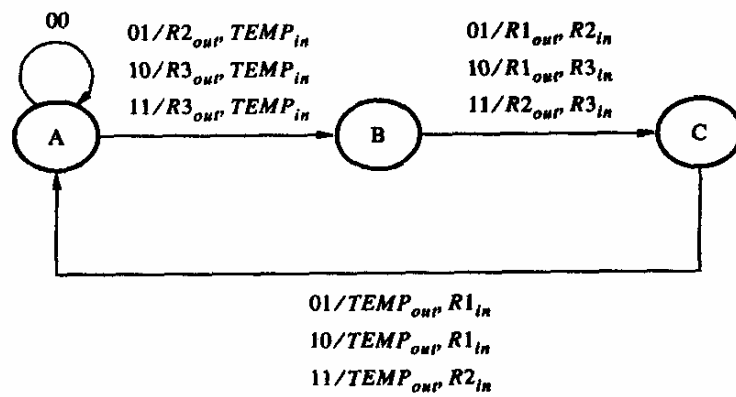 00
01/R2out, TEMPin
10/R3out, TEMPin
11/R3out, TEMPin
01/R1out, R2in
10/R1out, R3in
11/R2out, R3in
A
B
C
01/TEMPout, R1in
10/TEMPout, R1in
11/TEMPout, R2in